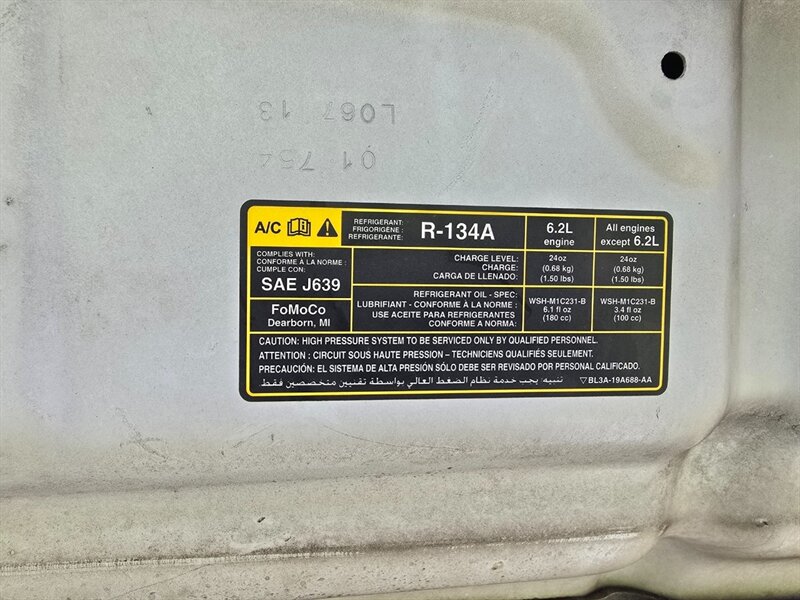 L067 13
01 754
A/C
REFRIGERANT:
FRIGORIGÈNE :
REFRIGERANTE:
R-134A
6.2L
engine
All engines
except 6.2L
COMPLIES WITH:
CONFORME À LA NORME :
CUMPLE CON:
SAE J639
FoMoCo
Dearborn, MI
CHARGE LEVEL:
CHARGE:
CARGA DE LLENADO:
24oz
(0.68 kg)
(1.50 lbs)
24oz
(0.68 kg)
(1.50 lbs)
REFRIGERANT OIL - SPEC:
LUBRIFIANT - CONFORME À LA NORME :
USE ACEITE PARA REFRIGERANTES
CONFORME A NORMA:
WSH-M1C231-B
6.1 fl oz
(180 cc)
WSH-M1C231-B
3.4 fl oz
(100 cc)
CAUTION: HIGH PRESSURE SYSTEM TO BE SERVICED ONLY BY QUALIFIED PERSONNEL.
ATTENTION : CIRCUIT SOUS HAUTE PRESSION – TECHNICIENS QUALIFIÉS SEULEMENT.
PRECAUCIÓN: EL SISTEMA DE ALTA PRESIÓN SÓLO DEBE SER REVISADO POR PERSONAL CALIFICADO.
تنبيه: يجب خدمة نظام الضغط العالي بواسطة تقنيين متخصصين فقط
▽BL3A-19A688-AA